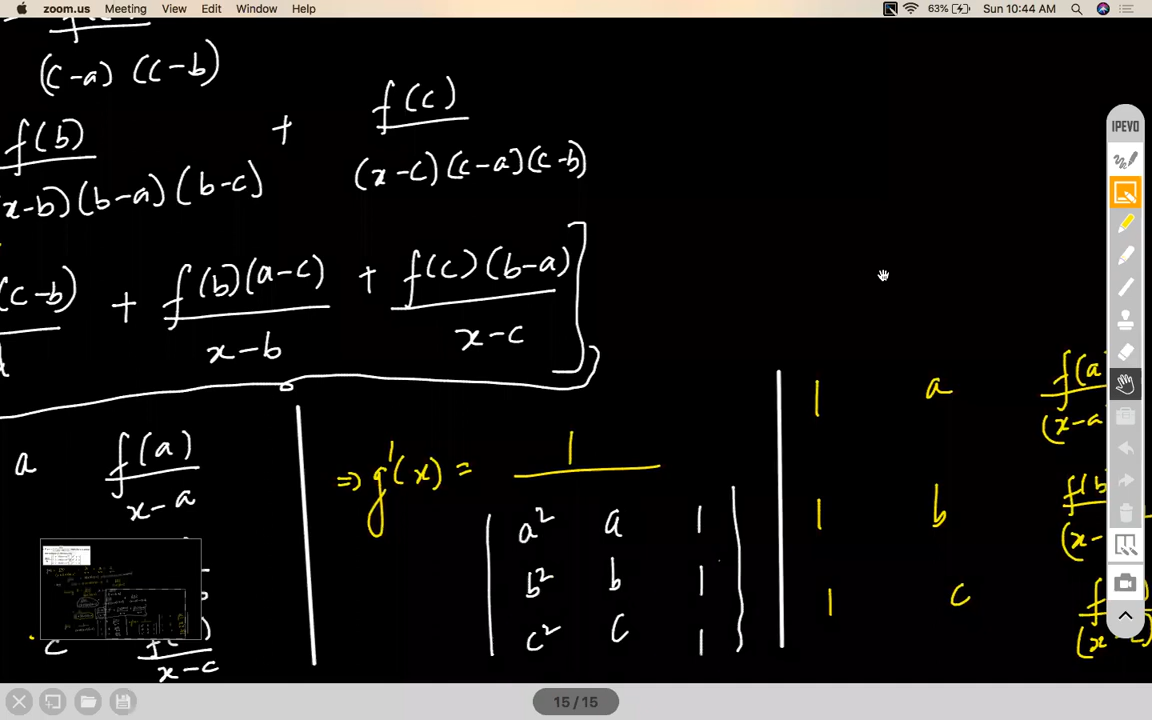 zoom.us Meeting View Edit Window Help 63% Sun 10:44 AM
(c-a) (c-b)
f(b) + f(c)
x-b)(b-a)(b-c) (x-c)(c-a)(c-b)
(c-b) + f(b)(a-c) + f(c)(b-a)
x-b x-c
a f(a)
x-a
c
x-c
⇒ g'(x) = 1
a² a 1
b² b 1
c² c 1
1 a f(a)
(x-a
1 b f(b
(x-
1 c f(
IPEVO
15/15